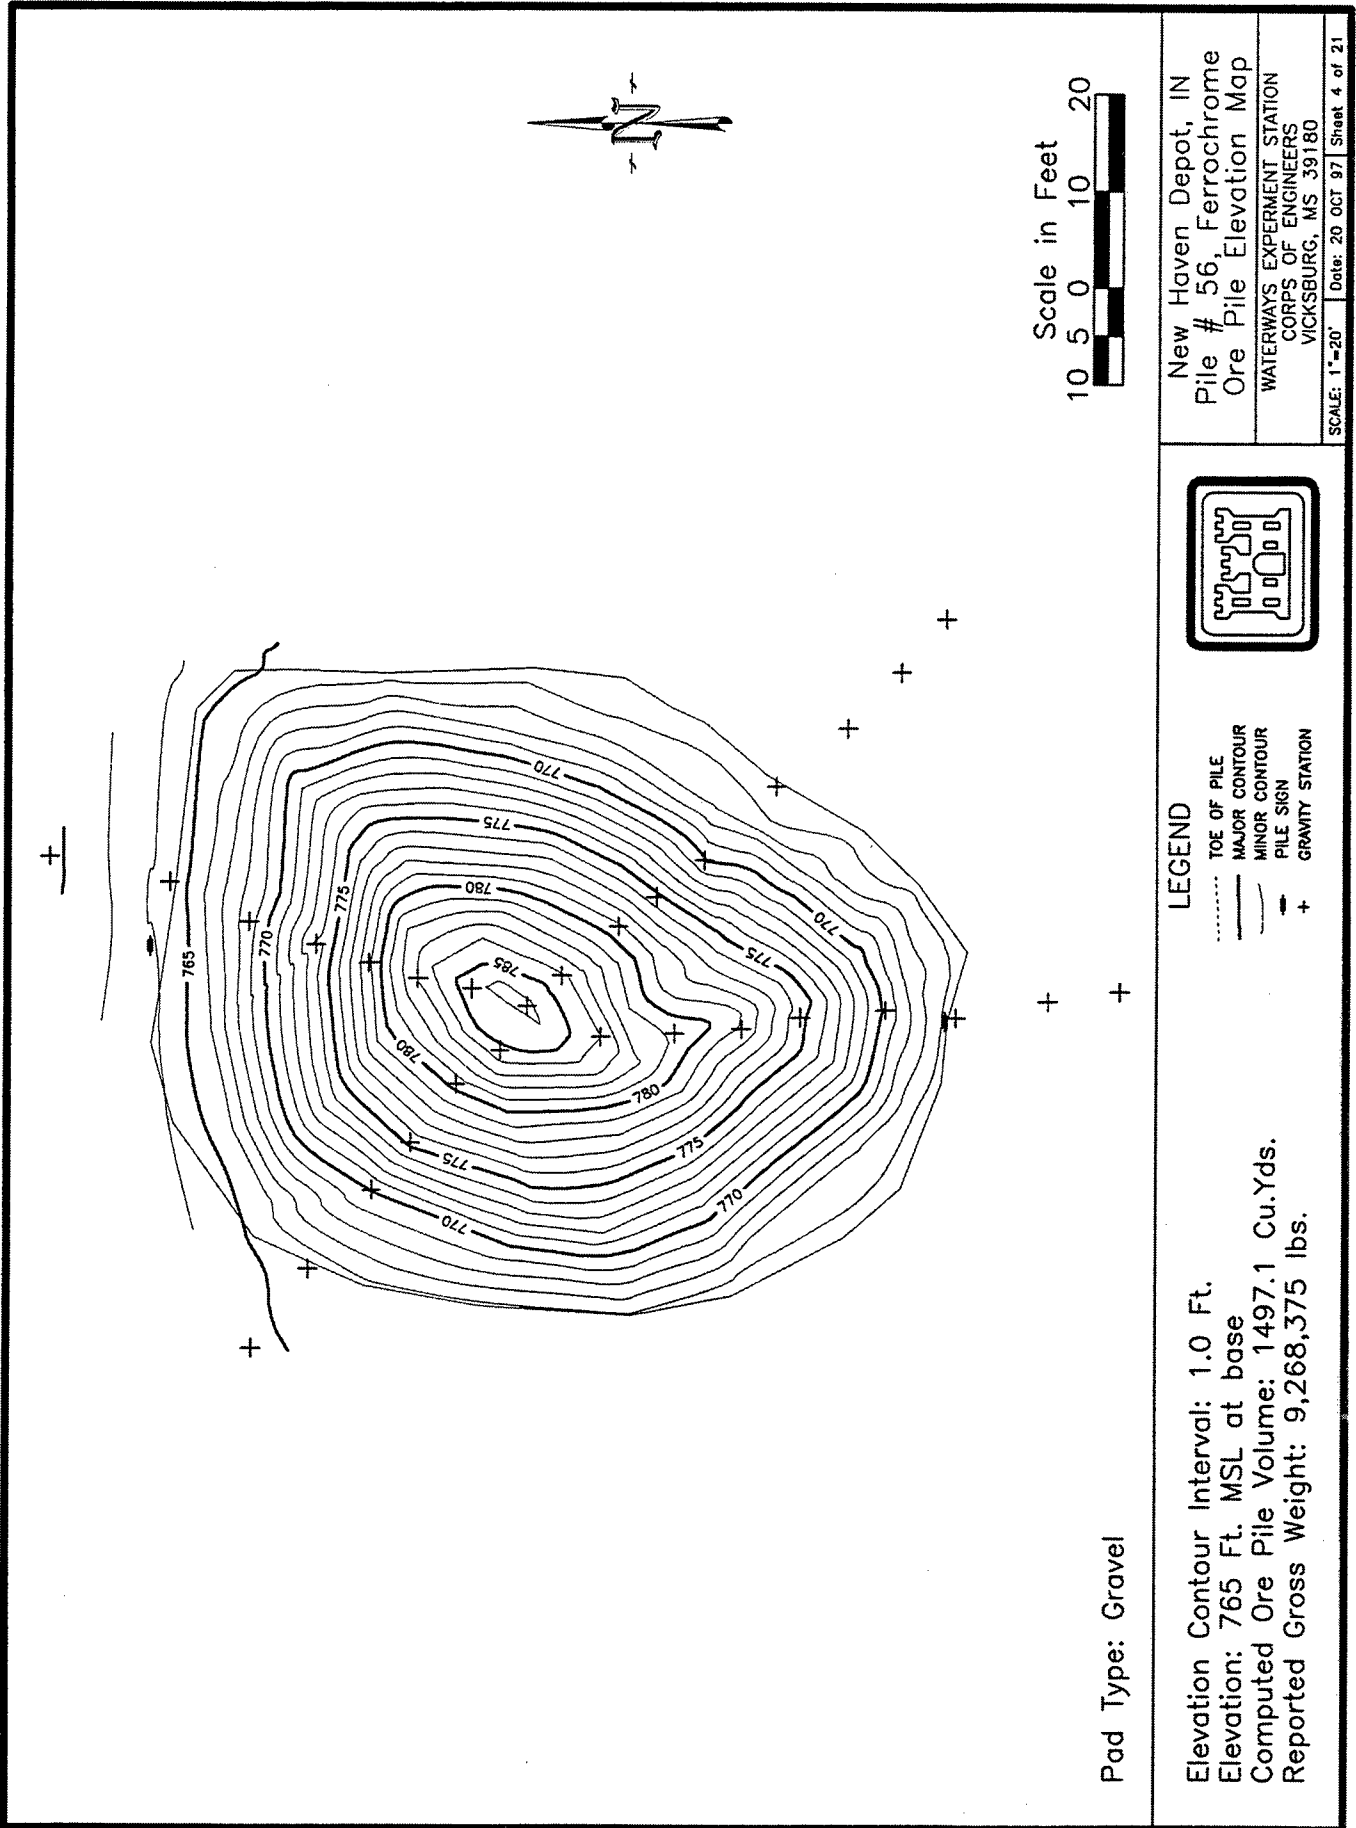 765
770
775
780
785
780
775
770
775
770
780
775
770
775
770
Scale in Feet
10 5 0 10 20
Pad Type: Gravel
Elevation Contour Interval: 1.0 Ft.
Elevation: 765 Ft. MSL at base
Computed Ore Pile Volume: 1497.1 Cu.Yds.
Reported Gross Weight: 9,268,375 lbs.
LEGEND
TOE OF PILE
MAJOR CONTOUR
MINOR CONTOUR
PILE SIGN
GRAVITY STATION
New Haven Depot, IN
Pile # 56, Ferrochrome
Ore Pile Elevation Map
WATERWAYS EXPERMENT STATION
CORPS OF ENGINEERS
VICKSBURG, MS 39180
SCALE: 1"=20' Date: 20 OCT 97 Sheet 4 of 21
N